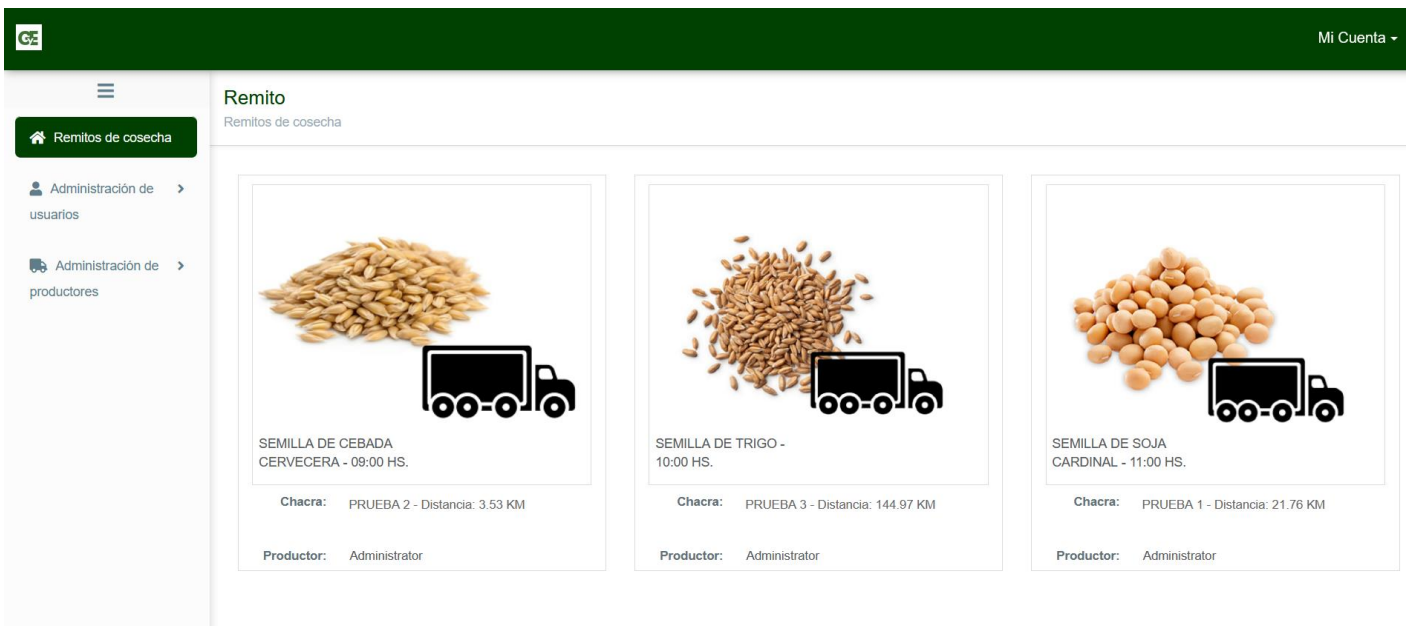 GE
Mi Cuenta
Remito
Remitos de cosecha
Remitos de cosecha
Administración de
usuarios
Administración de
productores
SEMILLA DE CEBADA
CERVECERA - 09:00 HS.
Chacra: PRUEBA 2 - Distancia: 3.53 KM
Productor: Administrator
SEMILLA DE TRIGO -
10:00 HS.
Chacra: PRUEBA 3 - Distancia: 144.97 KM
Productor: Administrator
SEMILLA DE SOJA
CARDINAL - 11:00 HS.
Chacra: PRUEBA 1 - Distancia: 21.76 KM
Productor: Administrator